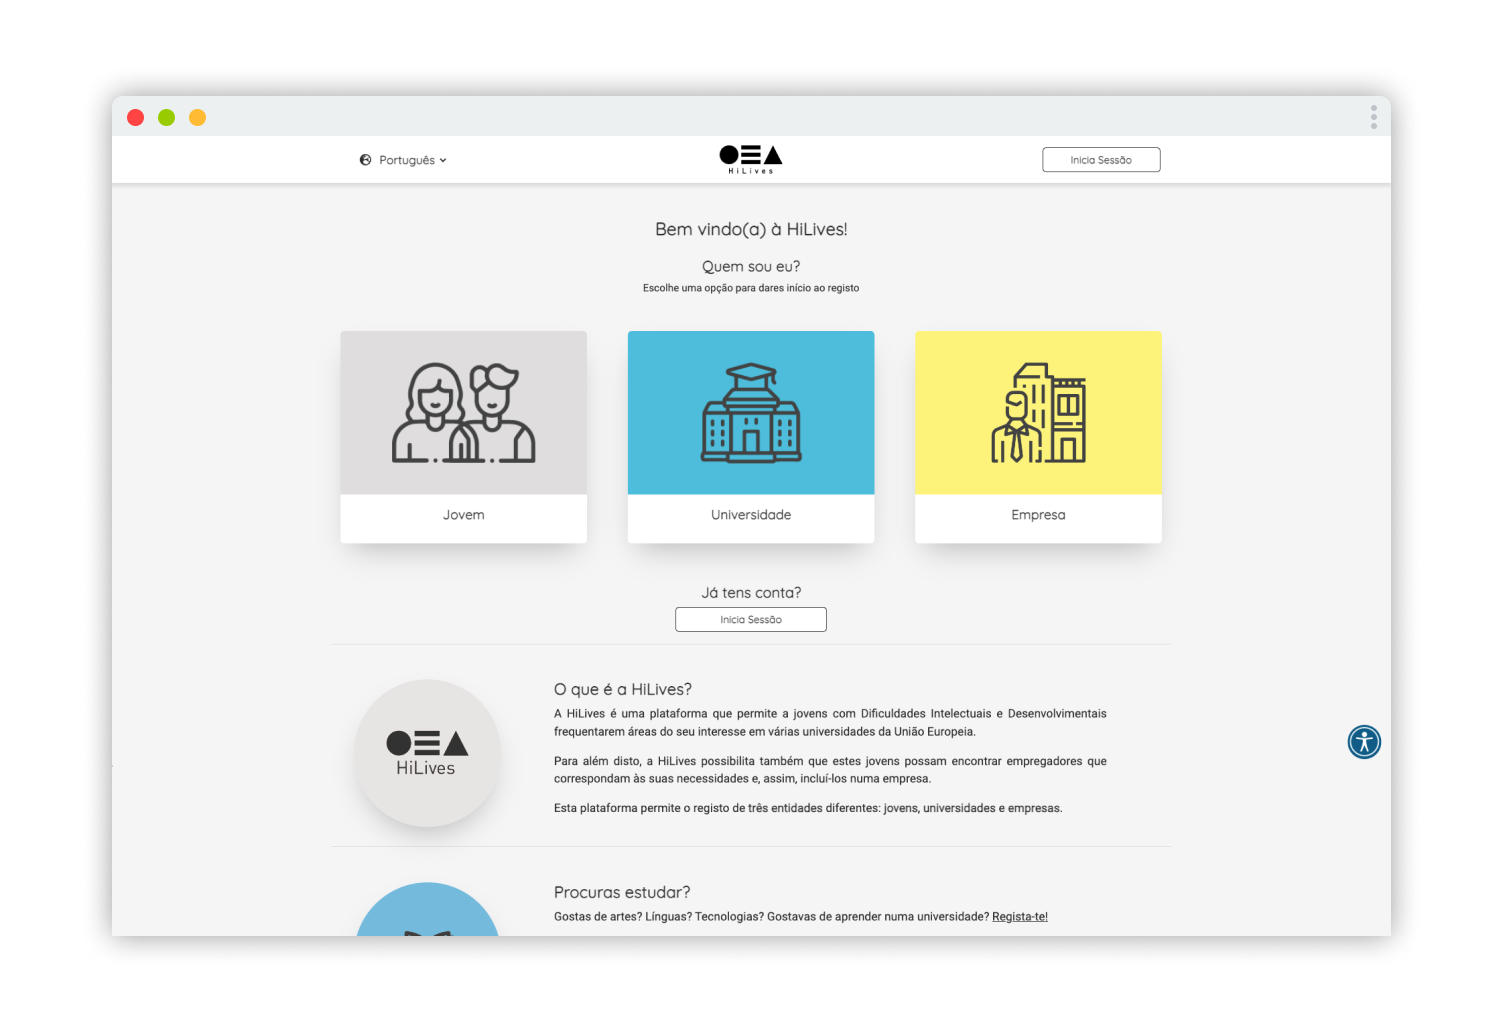 Português
HiLives
Inicia Sessão
Bem vindo(a) à HiLives!
Quem sou eu?
Escolhe uma opção para dares início ao registo
Jovem
Universidade
Empresa
Já tens conta?
Inicia Sessão
HiLives
O que é a HiLives?
A HiLives é uma plataforma que permite a jovens com Dificuldades Intelectuais e Desenvolvimentais
frequentarem áreas do seu interesse em várias universidades da União Europeia.
Para além disto, a HiLives possibilita também que estes jovens possam encontrar empregadores que
correspondam às suas necessidades e, assim, incluí-los numa empresa.
Esta plataforma permite o registo de três entidades diferentes: jovens, universidades e empresas.
Procuras estudar?
Gostas de artes? Línguas? Tecnologias? Gostavas de aprender numa universidade? Regista-te!